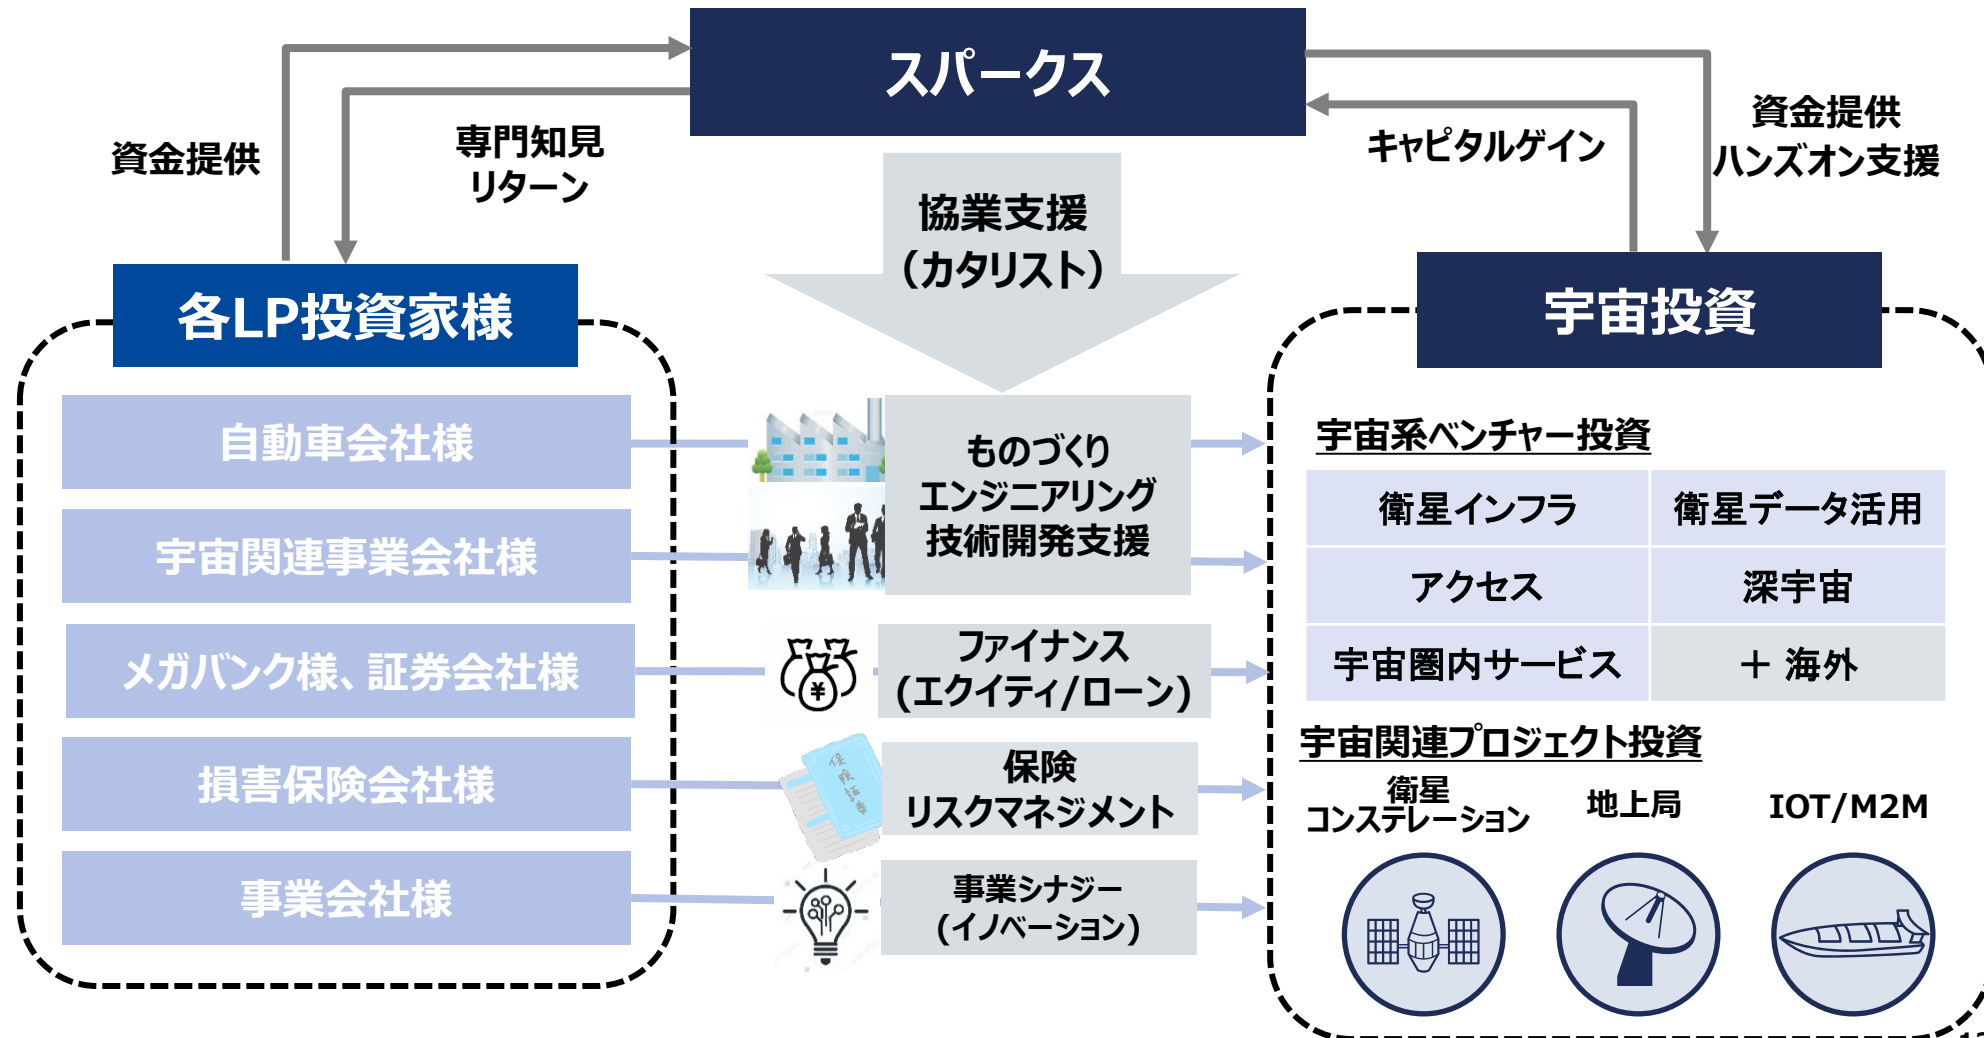 スパークス
資金提供
専門知見
リターン
キャピタルゲイン
資金提供
ハンズオン支援
協業支援
（カタリスト）
各LP投資家様
自動車会社様
宇宙関連事業会社様
メガバンク様、証券会社様
損害保険会社様
事業会社様
ものづくり
エンジニアリング
技術開発支援
¥
ファイナンス
(エクイティ/ローン)
保険証券
保険
リスクマネジメント
事業シナジー
(イノベーション)
宇宙投資
宇宙系ベンチャー投資
衛星インフラ
衛星データ活用
アクセス
深宇宙
宇宙圏内サービス
＋ 海外
宇宙関連プロジェクト投資
衛星
コンステレーション
地上局
IOT/M2M